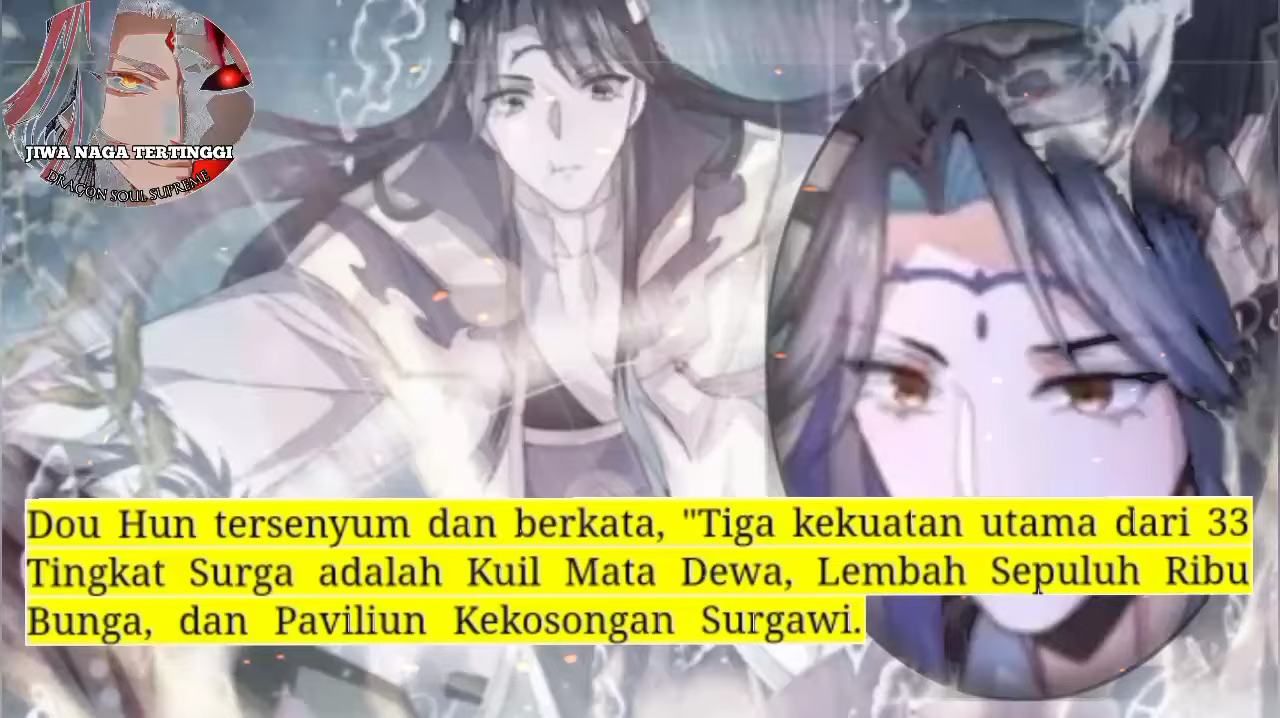 JIWA NAGA TERTINGGI
DRAGON SOUL SUPREME
Dou Hun tersenyum dan berkata, "Tiga kekuatan utama dari 33
Tingkat Surga adalah Kuil Mata Dewa, Lembah Sepuluh Ribu
Bunga, dan Paviliun Kekosongan Surgawi.